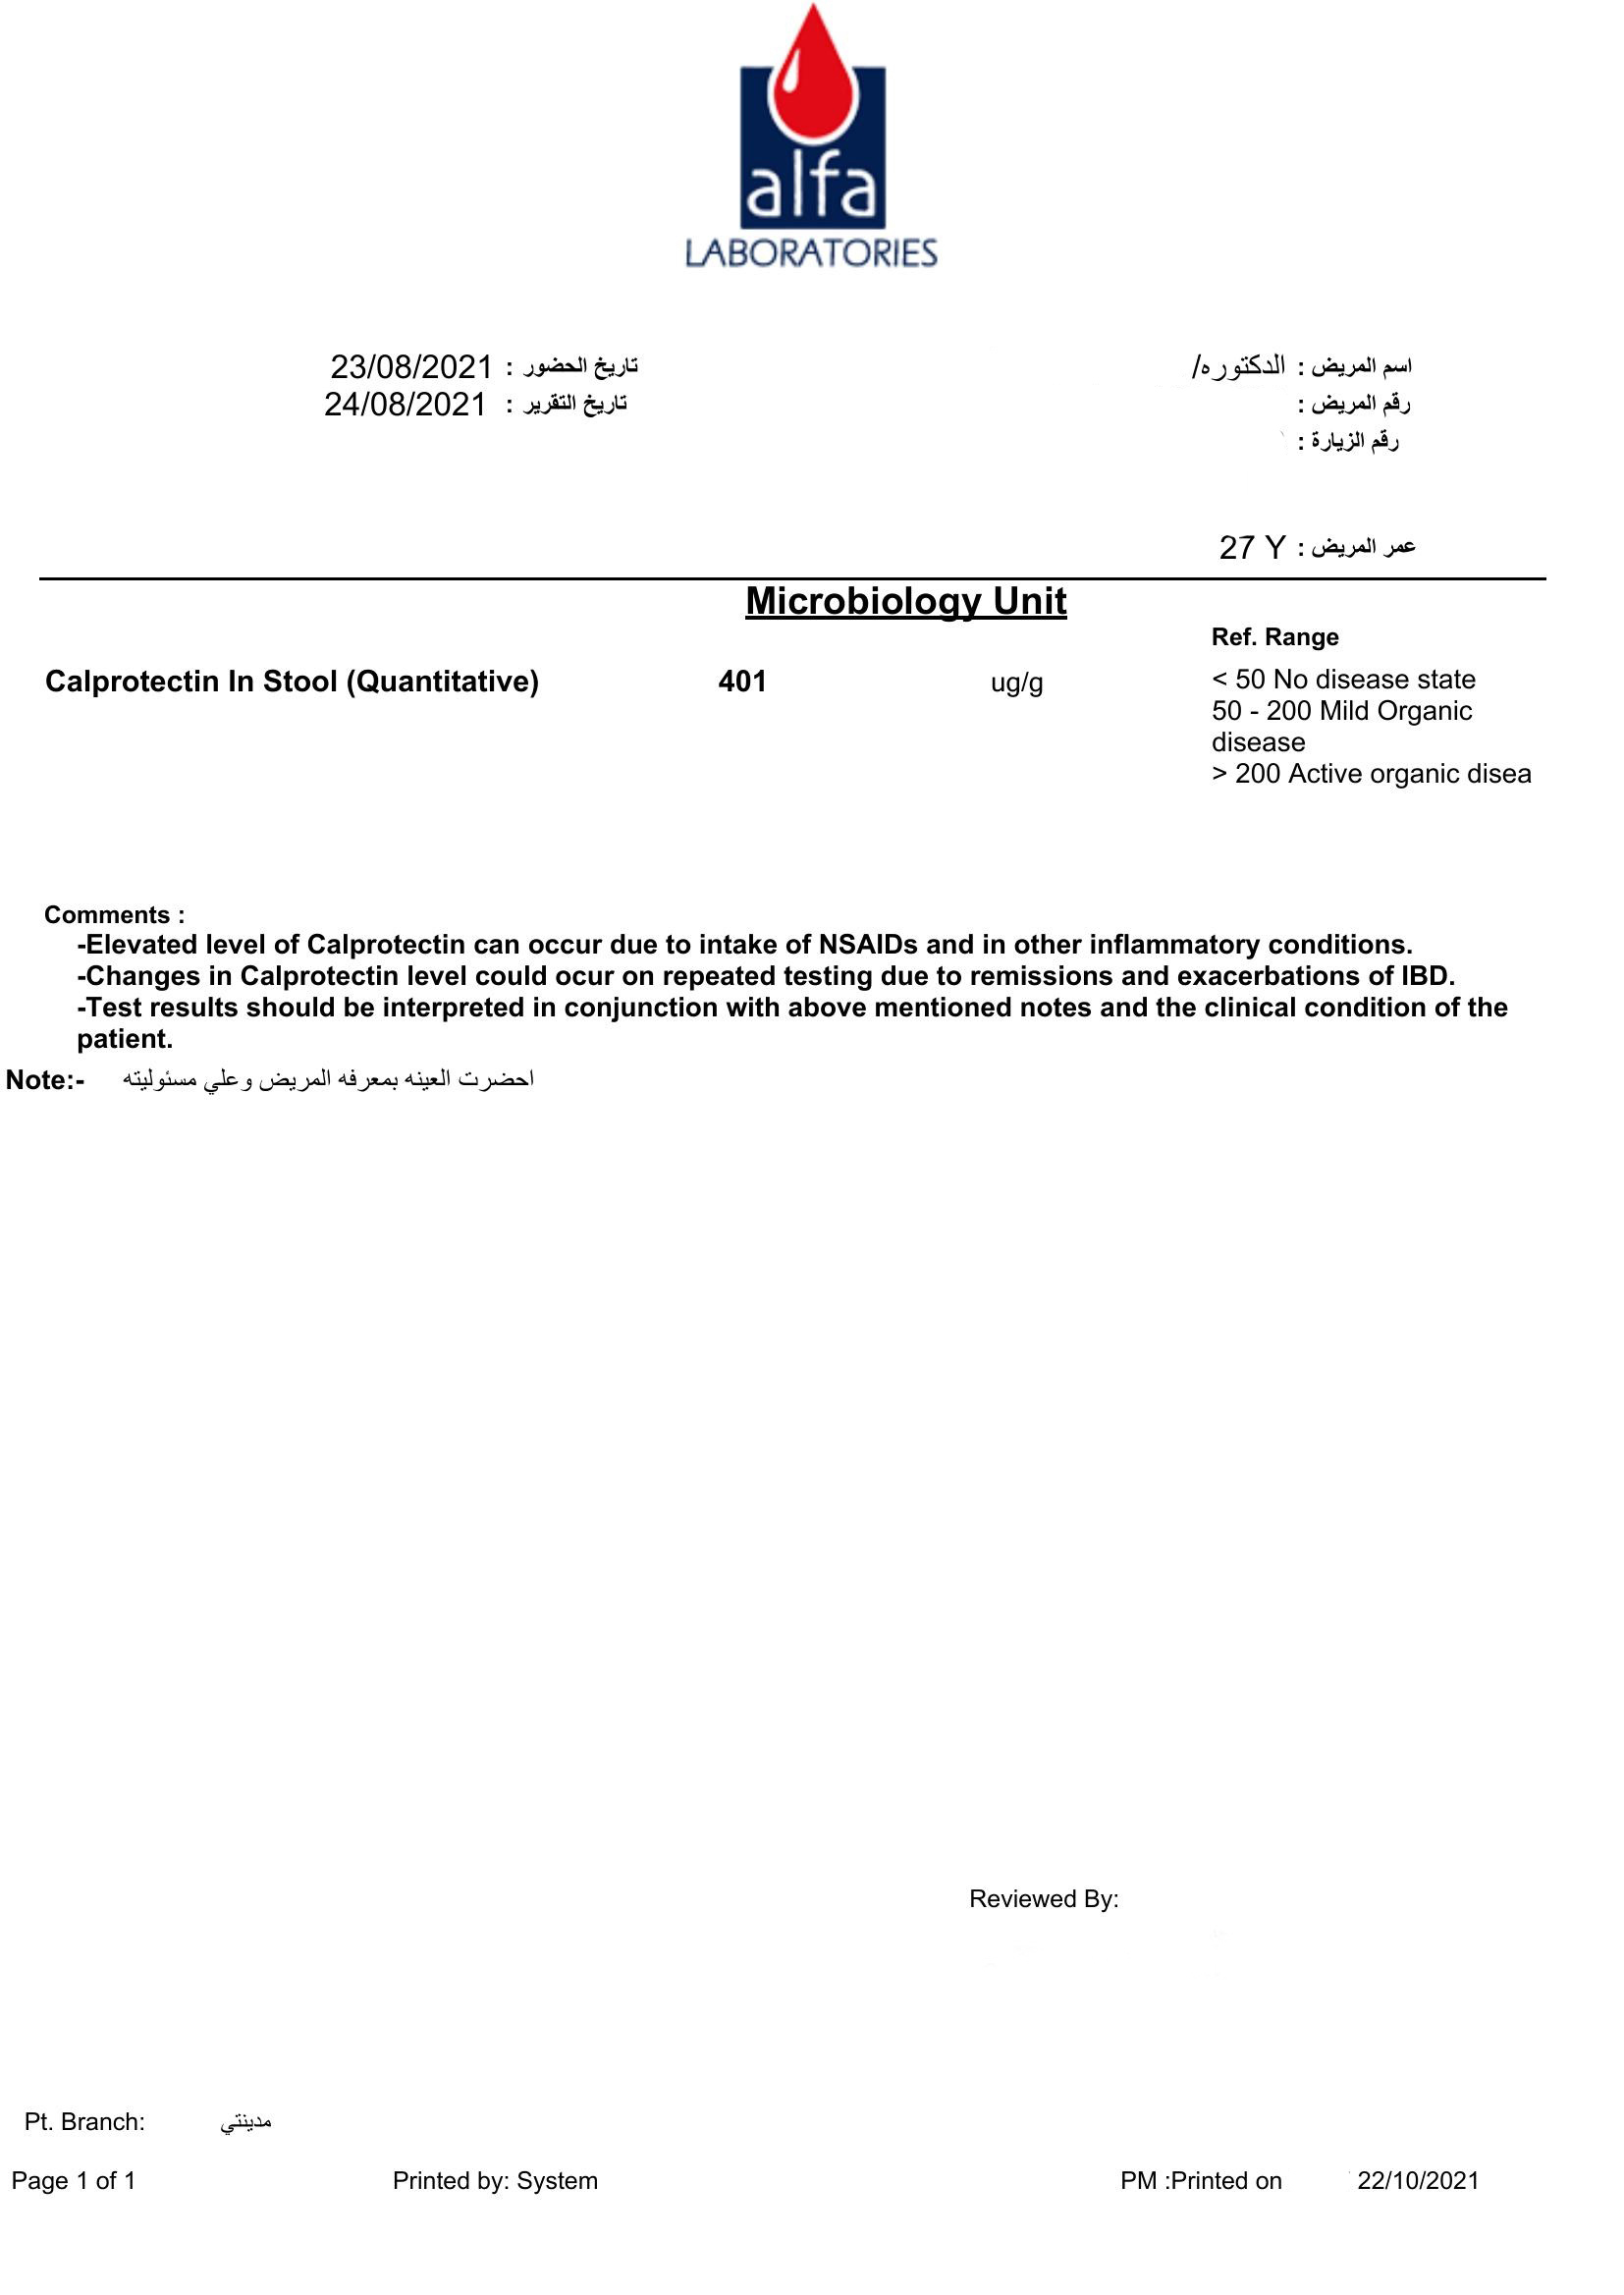 alfa
LABORATORIES
اسم المريض : الدكتوره/
تاريخ الحضور : 23/08/2021
رقم المريض :
تاريخ التقرير : 24/08/2021
رقم الزيارة :
عمر المريض : 27 Y
Microbiology Unit
Ref. Range
Calprotectin In Stool (Quantitative) 401 ug/g < 50 No disease state
50 - 200 Mild Organic
disease
> 200 Active organic disea
Comments :
-Elevated level of Calprotectin can occur due to intake of NSAIDs and in other inflammatory conditions.
-Changes in Calprotectin level could ocur on repeated testing due to remissions and exacerbations of IBD.
-Test results should be interpreted in conjunction with above mentioned notes and the clinical condition of the
patient.
Note:- احضرت العينه بمعرفه المريض وعلي مسئوليته
Reviewed By:
Pt. Branch: مدينتي
Page 1 of 1 Printed by: System PM :Printed on 22/10/2021